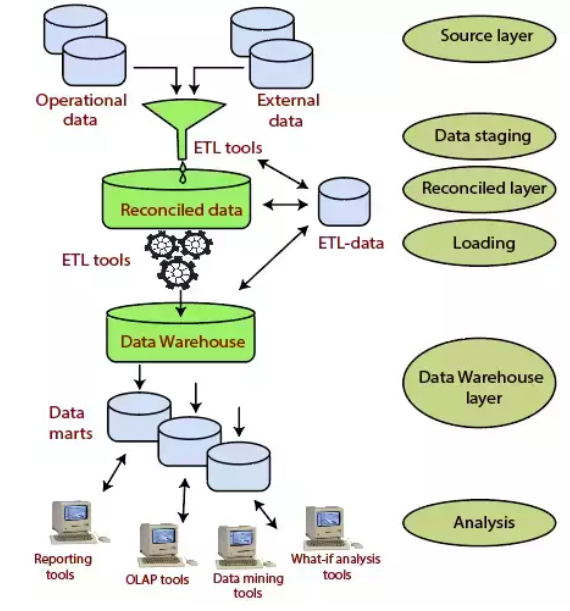 Source layer
Operational
data
External
data
Data staging
ETL tools
Reconciled layer
Reconciled data
ETL-data
Loading
ETL tools
Data Warehouse
Data Warehouse
layer
Data
marts
Analysis
Reporting
tools
OLAP tools
Data mining
tools
What-if analysis
tools